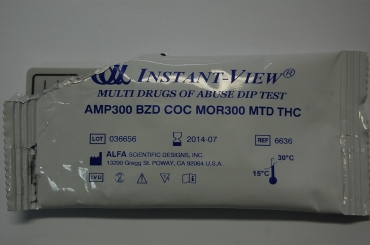 INSTANT-VIEW®
MULTI DRUGS OF ABUSE DIP TEST
AMP300 BZD COC MOR300 MTD THC
LOT 036656 2014-07 REF 6636
ALFA SCIENTIFIC DESIGNS, INC.
13200 Gregg St. POWAY, CA 92064 U.S.A.
30°C
15°C
IVD